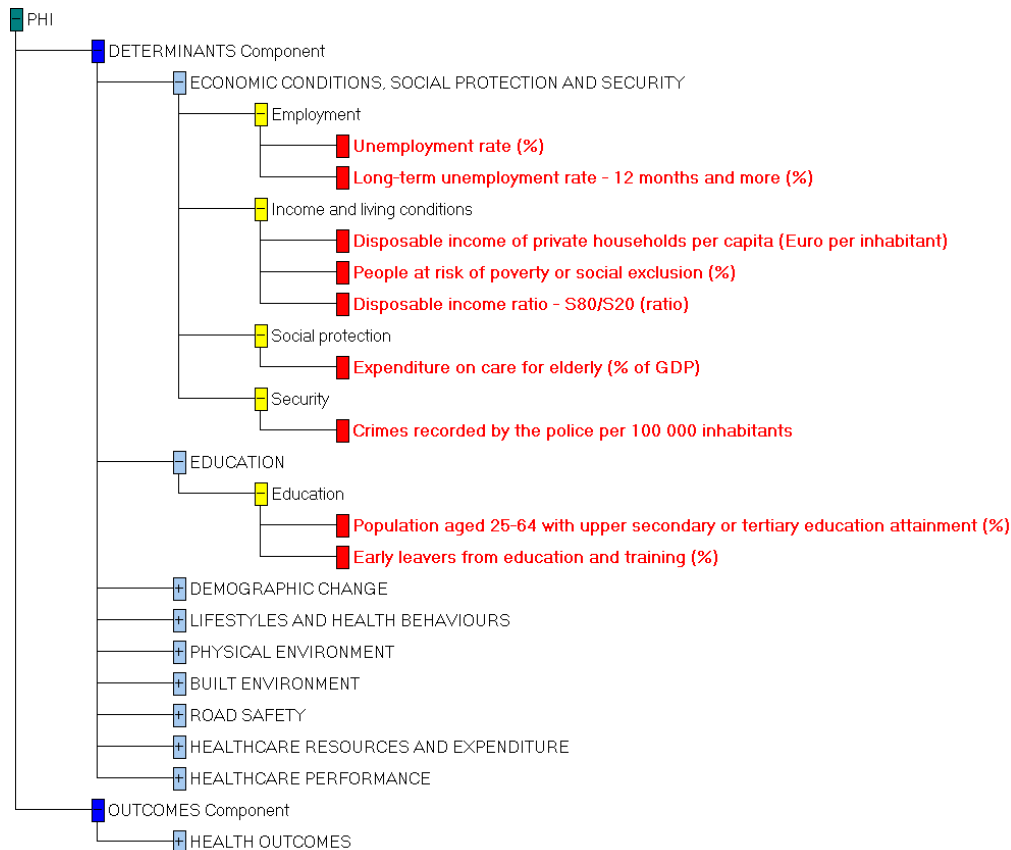 PHI
DETERMINANTS Component
ECONOMIC CONDITIONS, SOCIAL PROTECTION AND SECURITY
Employment
Unemployment rate (%)
Long-term unemployment rate - 12 months and more (%)
Income and living conditions
Disposable income of private households per capita (Euro per inhabitant)
People at risk of poverty or social exclusion (%)
Disposable income ratio - S80/S20 (ratio)
Social protection
Expenditure on care for elderly (% of GDP)
Security
Crimes recorded by the police per 100 000 inhabitants
EDUCATION
Education
Population aged 25-64 with upper secondary or tertiary education attainment (%)
Early leavers from education and training (%)
DEMOGRAPHIC CHANGE
LIFESTYLES AND HEALTH BEHAVIOURS
PHYSICAL ENVIRONMENT
BUILT ENVIRONMENT
ROAD SAFETY
HEALTHCARE RESOURCES AND EXPENDITURE
HEALTHCARE PERFORMANCE
OUTCOMES Component
HEALTH OUTCOMES